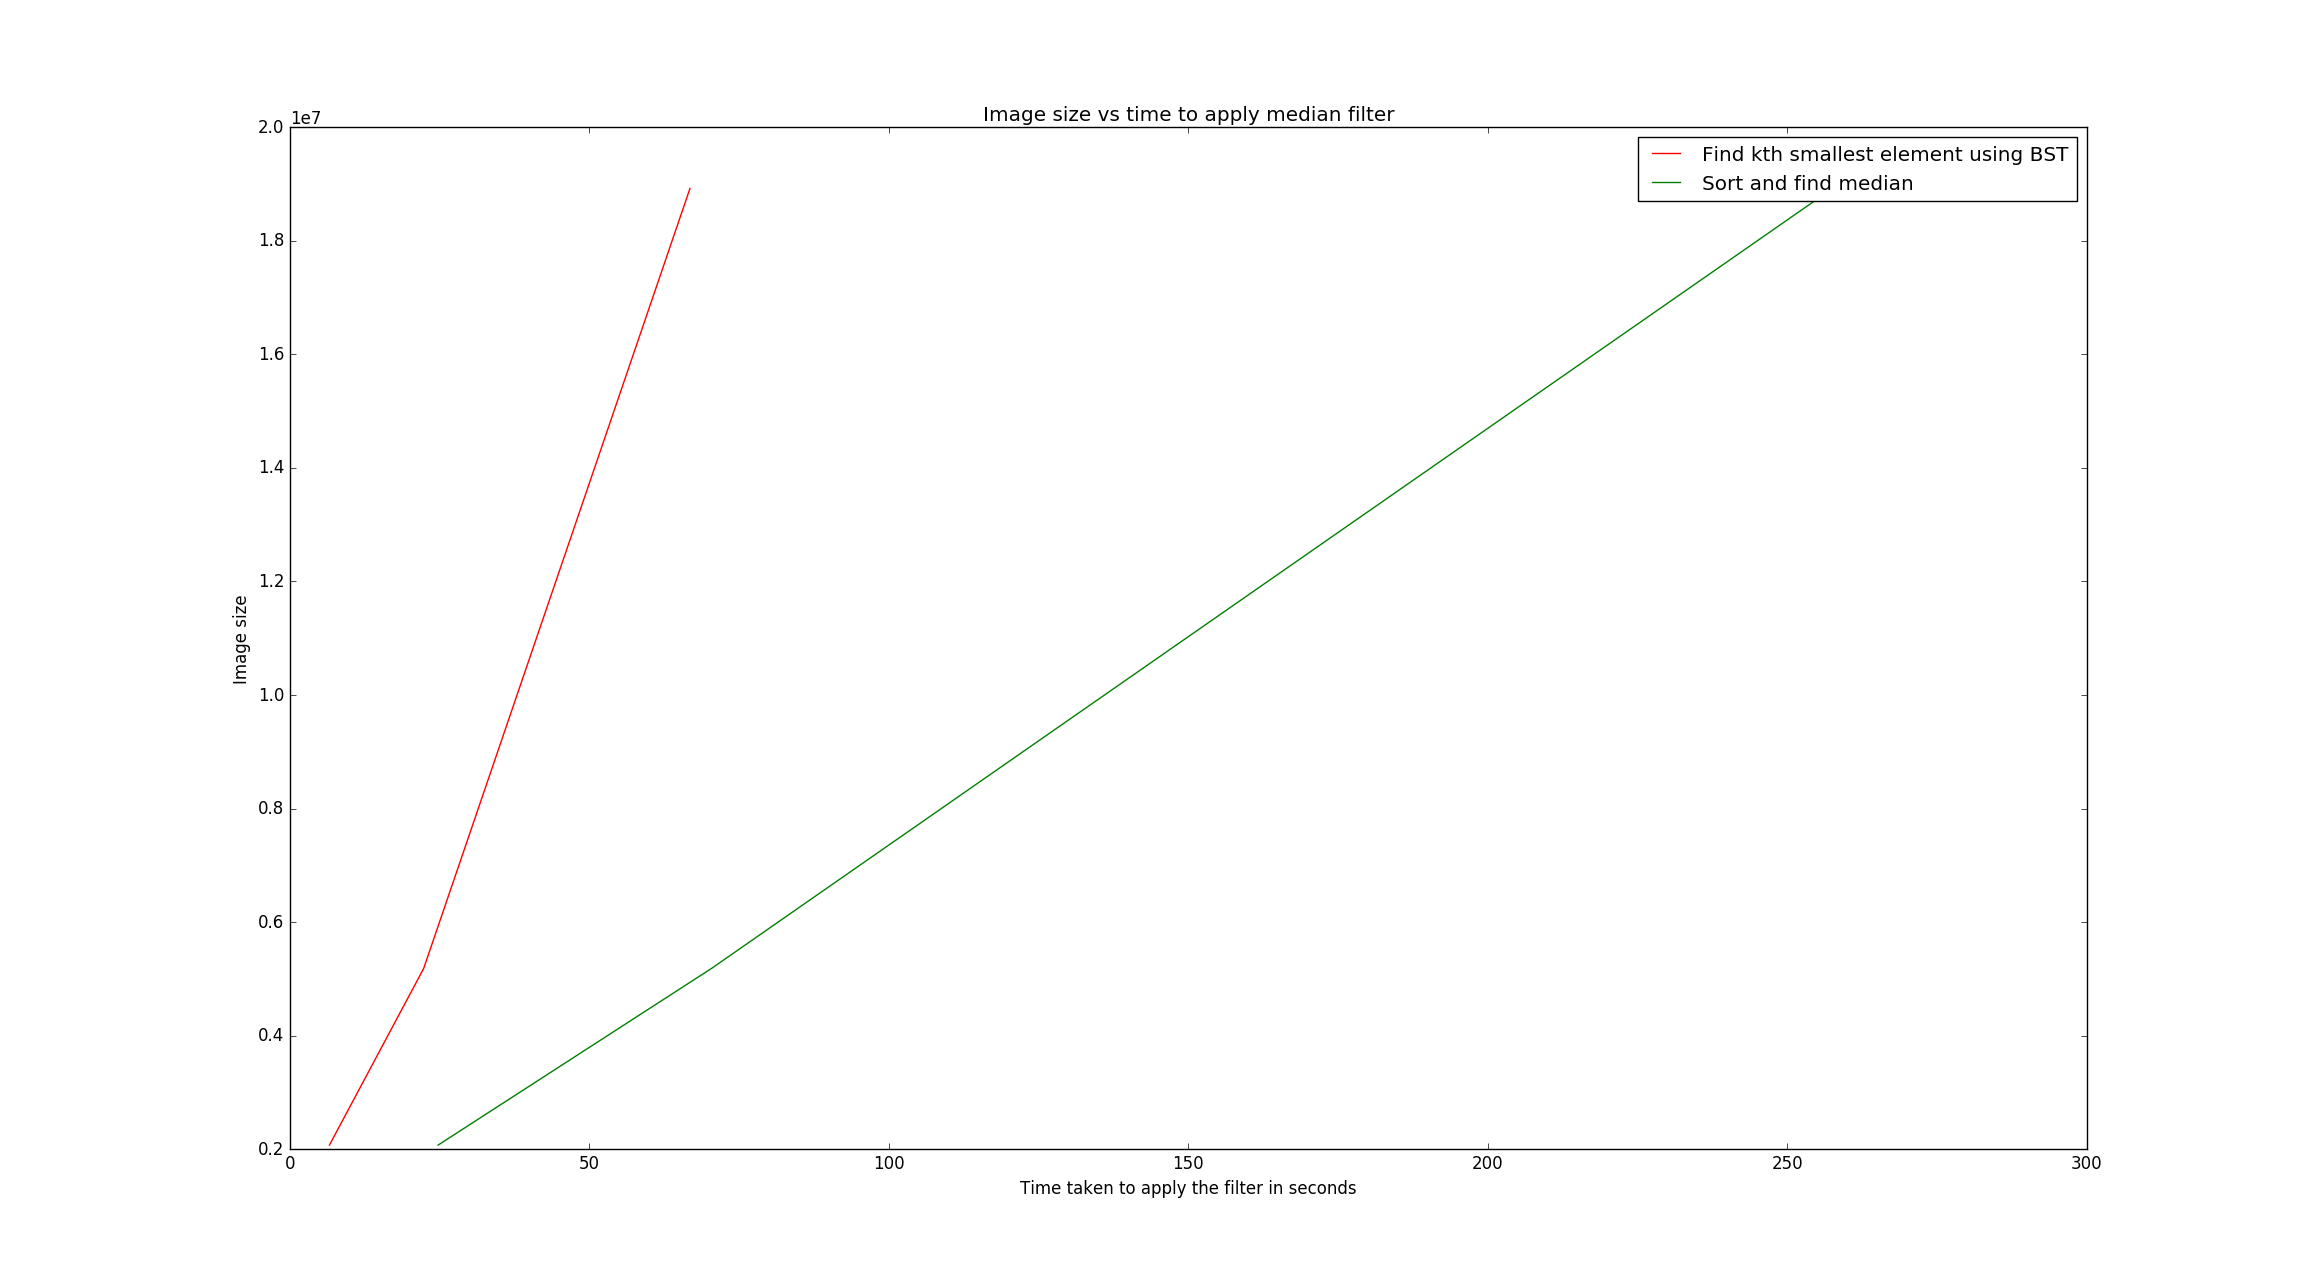 Image size vs time to apply median filter
1e7
Find kth smallest element using BST
Sort and find median
2.0
1.8
1.6
1.4
1.2
1.0
0.8
0.6
0.4
0.2
Image size
0 50 100 150 200 250 300
Time taken to apply the filter in seconds